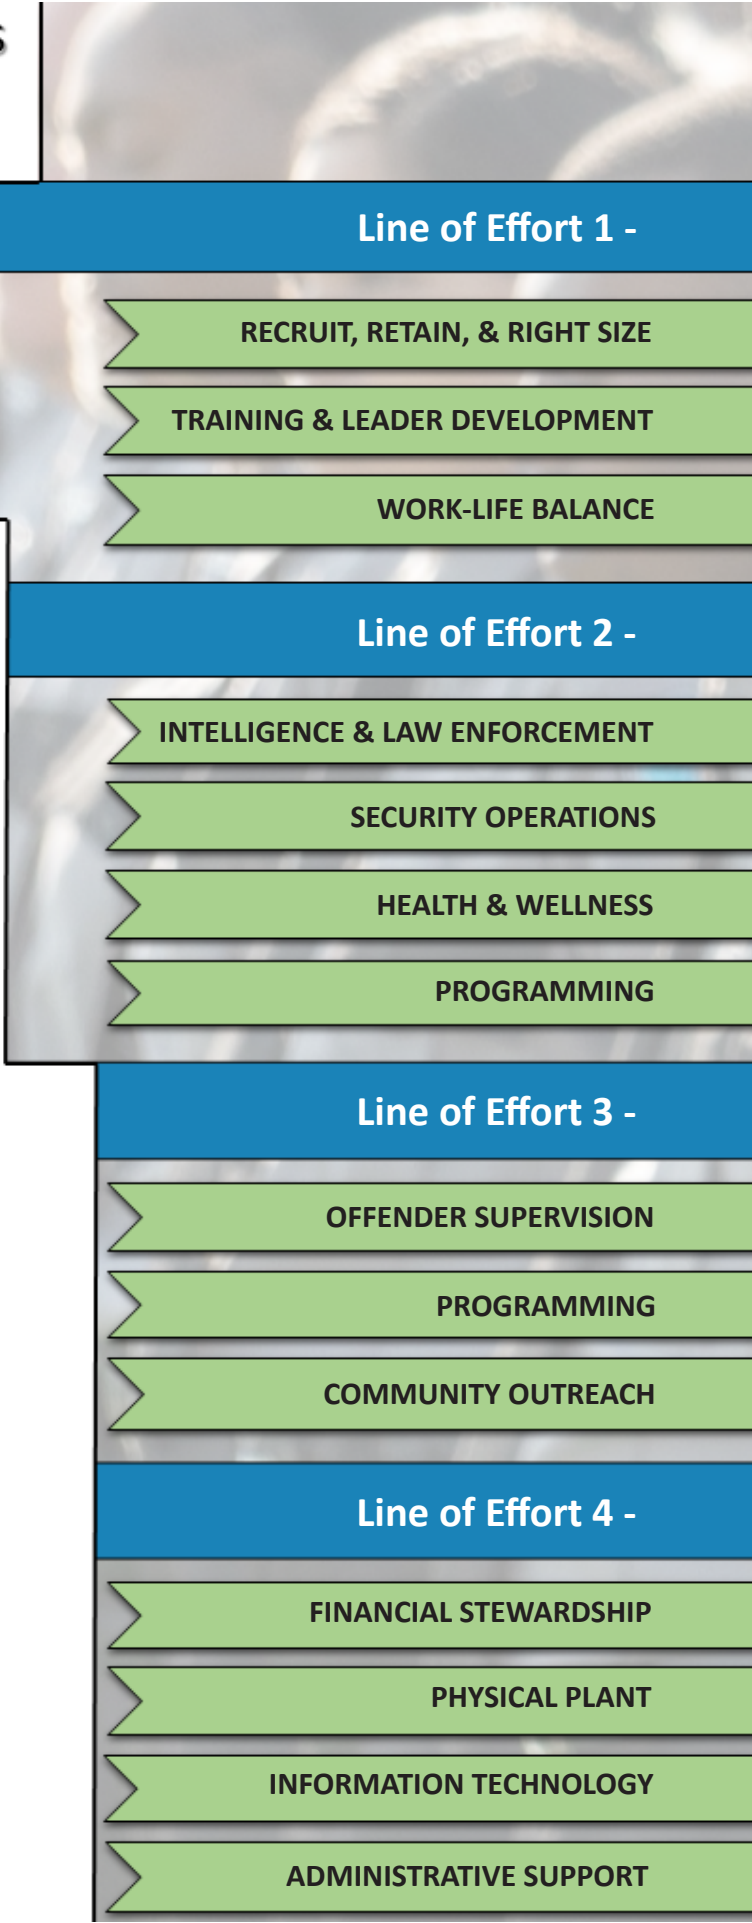 S
Line of Effort 1 -
RECRUIT, RETAIN, & RIGHT SIZE
TRAINING & LEADER DEVELOPMENT
WORK-LIFE BALANCE
Line of Effort 2 -
INTELLIGENCE & LAW ENFORCEMENT
SECURITY OPERATIONS
HEALTH & WELLNESS
PROGRAMMING
Line of Effort 3 -
OFFENDER SUPERVISION
PROGRAMMING
COMMUNITY OUTREACH
Line of Effort 4 -
FINANCIAL STEWARDSHIP
PHYSICAL PLANT
INFORMATION TECHNOLOGY
ADMINISTRATIVE SUPPORT